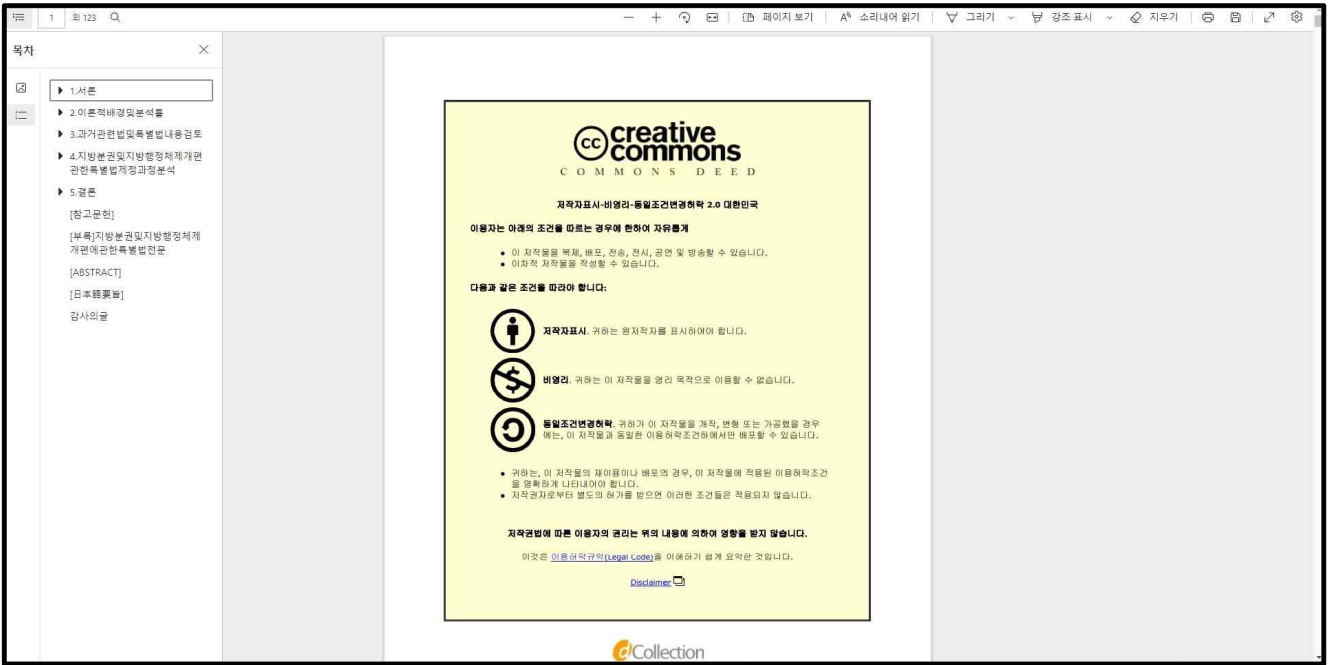 1 의 123
페이지 보기
소리내어 읽기
그리기
강조 표시
지우기
목차
1.서론
2.이론적배경및분석틀
3.과거관련법및특별법내용검토
4.지방분권및지방행정체제개편
관한특별법제정과정분석
5.결론
[참고문헌]
[부록]지방분권및지방행정체제
개편에관한특별법전문
[ABSTRACT]
[日本語要旨]
감사의글
cc creative
commons
COMMONS DEED
저작자표시-비영리-동일조건변경허락 2.0 대한민국
이용자는 아래의 조건을 따르는 경우에 한하여 자유롭게
● 이 저작물을 복제, 배포, 전송, 전시, 공연 및 방송할 수 있습니다.
● 이차적 저작물을 작성할 수 있습니다.
다음과 같은 조건을 따라야 합니다:
저작자표시. 귀하는 원저작자를 표시하여야 합니다.
비영리. 귀하는 이 저작물을 영리 목적으로 이용할 수 없습니다.
동일조건변경허락. 귀하가 이 저작물을 개작, 변형 또는 가공했을 경우
에는, 이 저작물과 동일한 이용허락조건하에서만 배포할 수 있습니다.
● 귀하는, 이 저작물의 재이용이나 배포의 경우, 이 저작물에 적용된 이용허락조건
을 명확하게 나타내어야 합니다.
● 저작권자로부터 별도의 허가를 받으면 이러한 조건들은 적용되지 않습니다.
저작권법에 따른 이용자의 권리는 위의 내용에 의하여 영향을 받지 않습니다.
이것은 이용허락규약(Legal Code)을 이해하기 쉽게 요약한 것입니다.
Disclaimer
dCollection